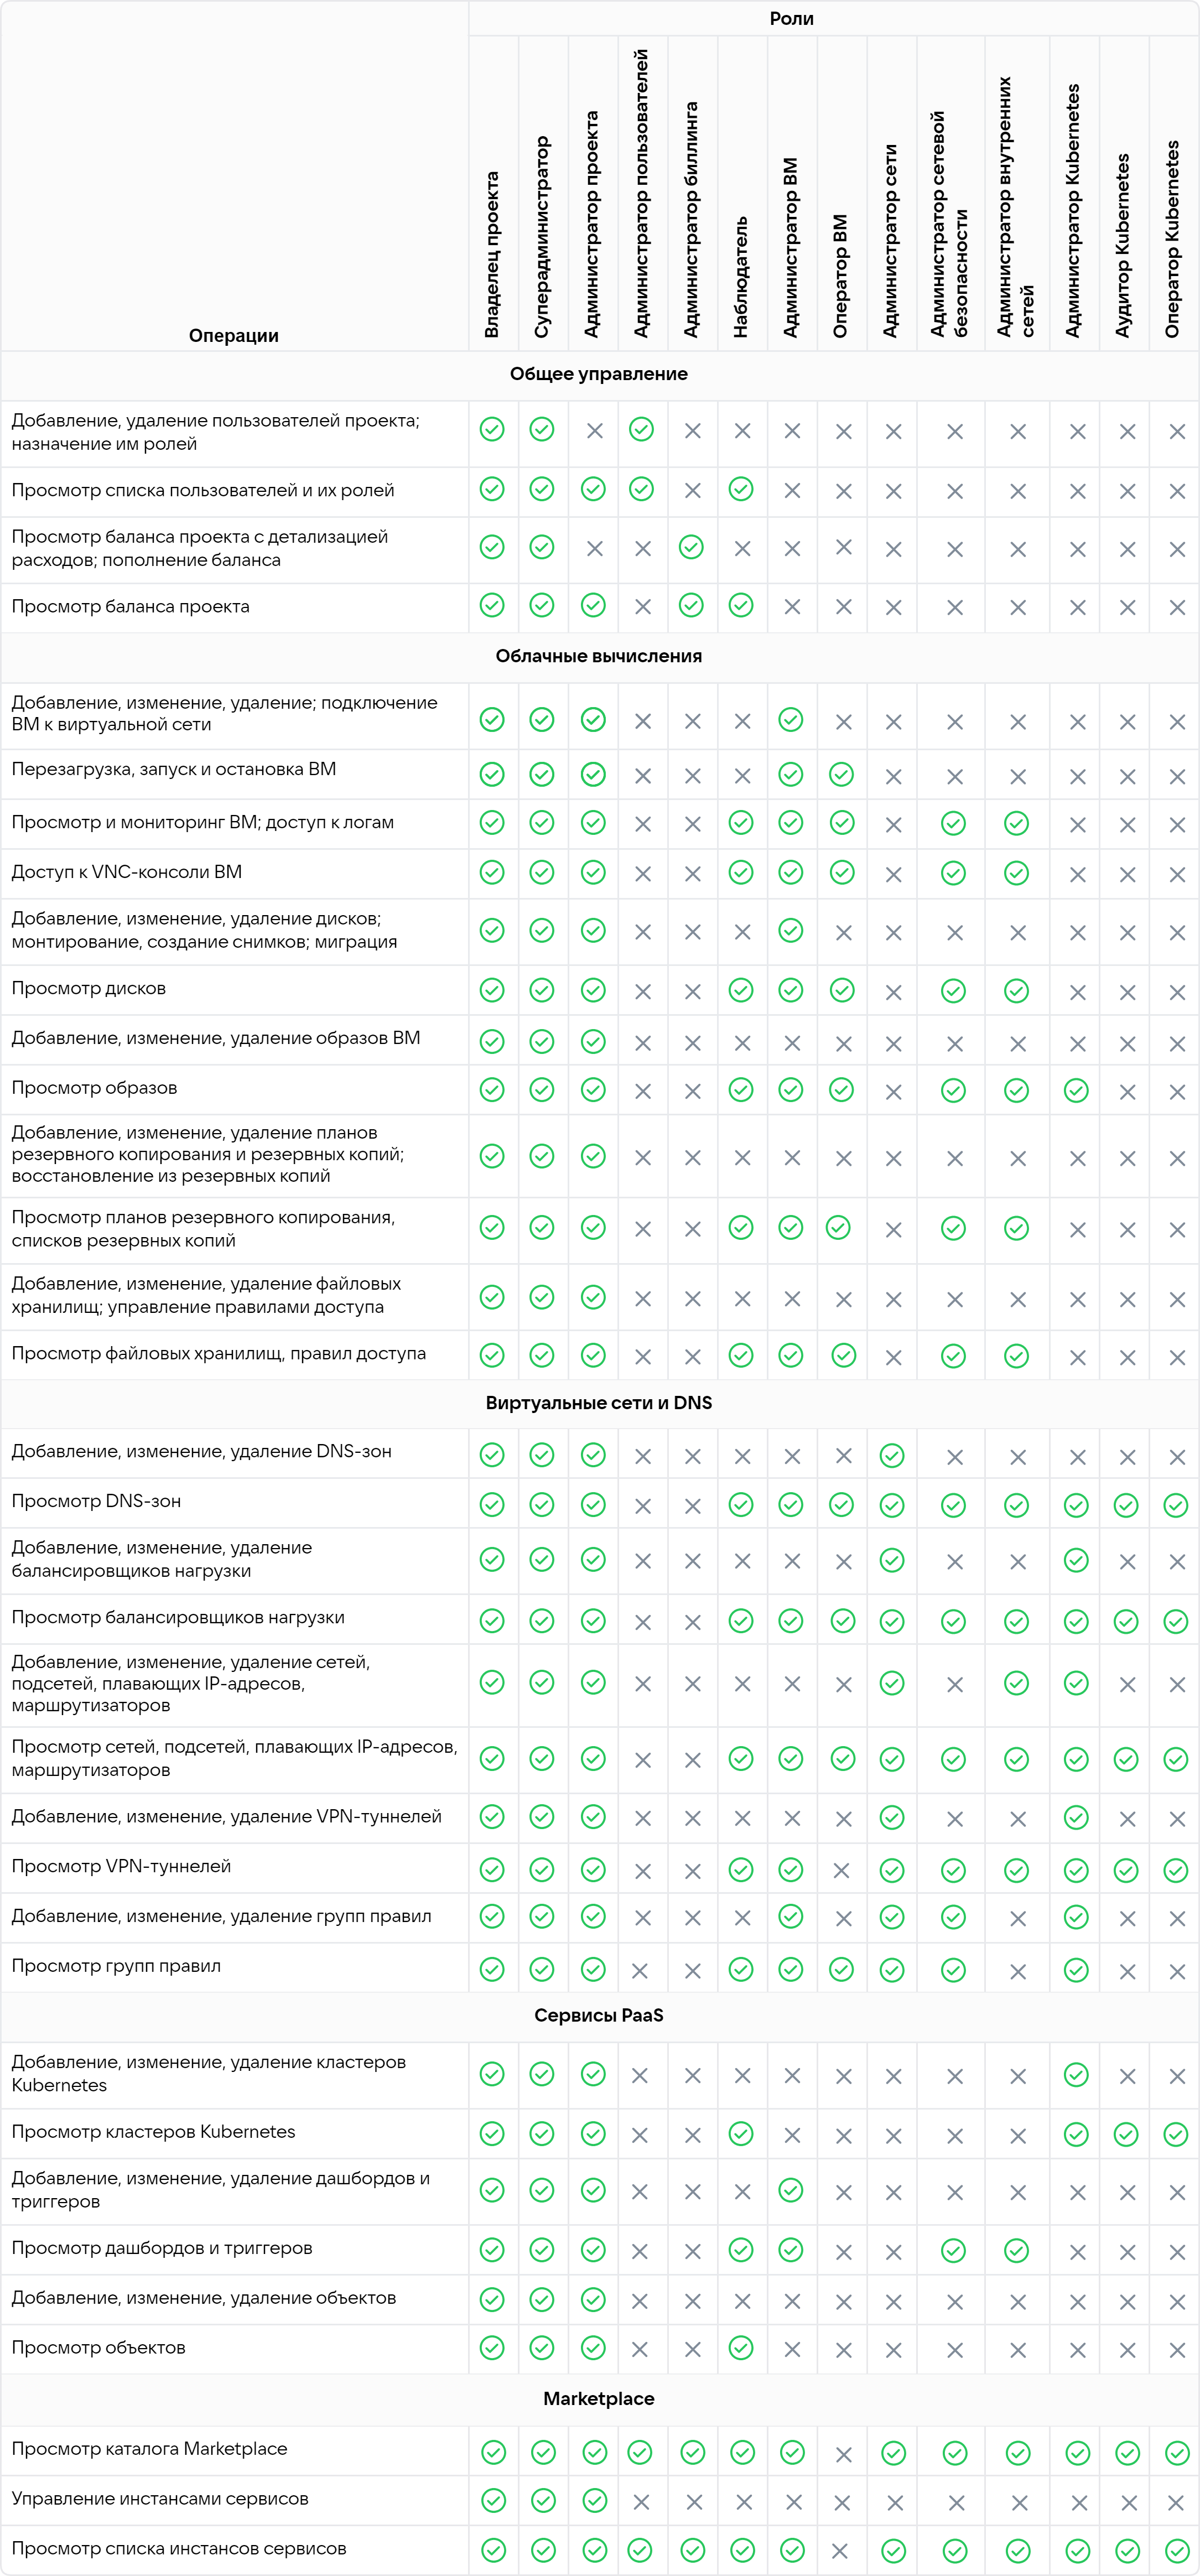 Роли
Операции
Владелец проекта
Суперадминистратор
Администратор проекта
Администратор пользователей
Администратор биллинга
Наблюдатель
Администратор ВМ
Оператор ВМ
Администратор сети
Администратор сетевой
безопасности
Администратор внутренних
сетей
Администратор Kubernetes
Аудитор Kubernetes
Оператор Kubernetes
Общее управление
Добавление, удаление пользователей проекта;
назначение им ролей
Просмотр списка пользователей и их ролей
Просмотр баланса проекта с детализацией
расходов; пополнение баланса
Просмотр баланса проекта
Облачные вычисления
Добавление, изменение, удаление; подключение
ВМ к виртуальной сети
Перезагрузка, запуск и остановка ВМ
Просмотр и мониторинг ВМ; доступ к логам
Доступ к VNC-консоли ВМ
Добавление, изменение, удаление дисков;
монтирование, создание снимков; миграция
Просмотр дисков
Добавление, изменение, удаление образов ВМ
Просмотр образов
Добавление, изменение, удаление планов
резервного копирования и резервных копий;
восстановление из резервных копий
Просмотр планов резервного копирования,
списков резервных копий
Добавление, изменение, удаление файловых
хранилищ; управление правилами доступа
Просмотр файловых хранилищ, правил доступа
Виртуальные сети и DNS
Добавление, изменение, удаление DNS-зон
Просмотр DNS-зон
Добавление, изменение, удаление
балансировщиков нагрузки
Просмотр балансировщиков нагрузки
Добавление, изменение, удаление сетей,
подсетей, плавающих IP-адресов,
маршрутизаторов
Просмотр сетей, подсетей, плавающих IP-адресов,
маршрутизаторов
Добавление, изменение, удаление VPN-туннелей
Просмотр VPN-туннелей
Добавление, изменение, удаление групп правил
Просмотр групп правил
Сервисы PaaS
Добавление, изменение, удаление кластеров
Kubernetes
Просмотр кластеров Kubernetes
Добавление, изменение, удаление дашбордов и
триггеров
Просмотр дашбордов и триггеров
Добавление, изменение, удаление объектов
Просмотр объектов
Marketplace
Просмотр каталога Marketplace
Управление инстансами сервисов
Просмотр списка инстансов сервисов